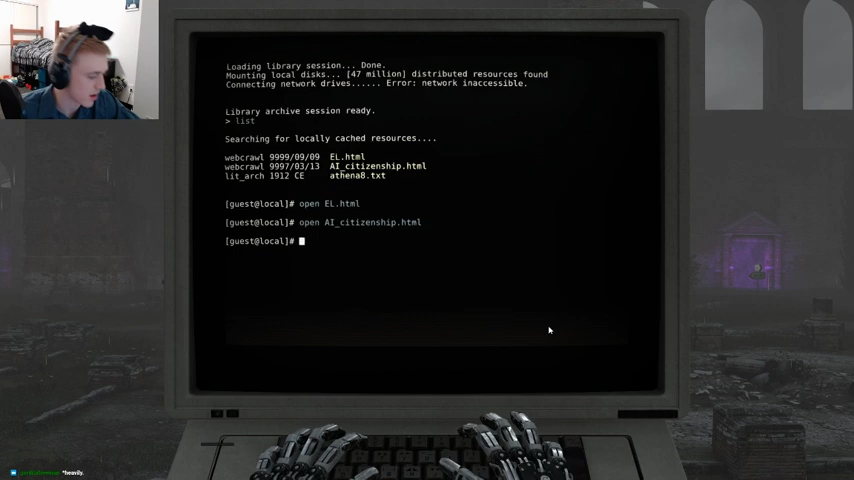 Loading library session... Done.
Mounting local disks... [47 million] distributed resources found
Connecting network drives...... Error: network inaccessible.
Library archive session ready.
> list
Searching for locally cached resources....
webcrawl 9999/09/09 EL.html
webcrawl 9997/03/13 AI_citizenship.html
lit_arch 1912 CE athena8.txt
[guest@local]# open EL.html
[guest@local]# open AI_citizenship.html
[guest@local]#
*heavily.